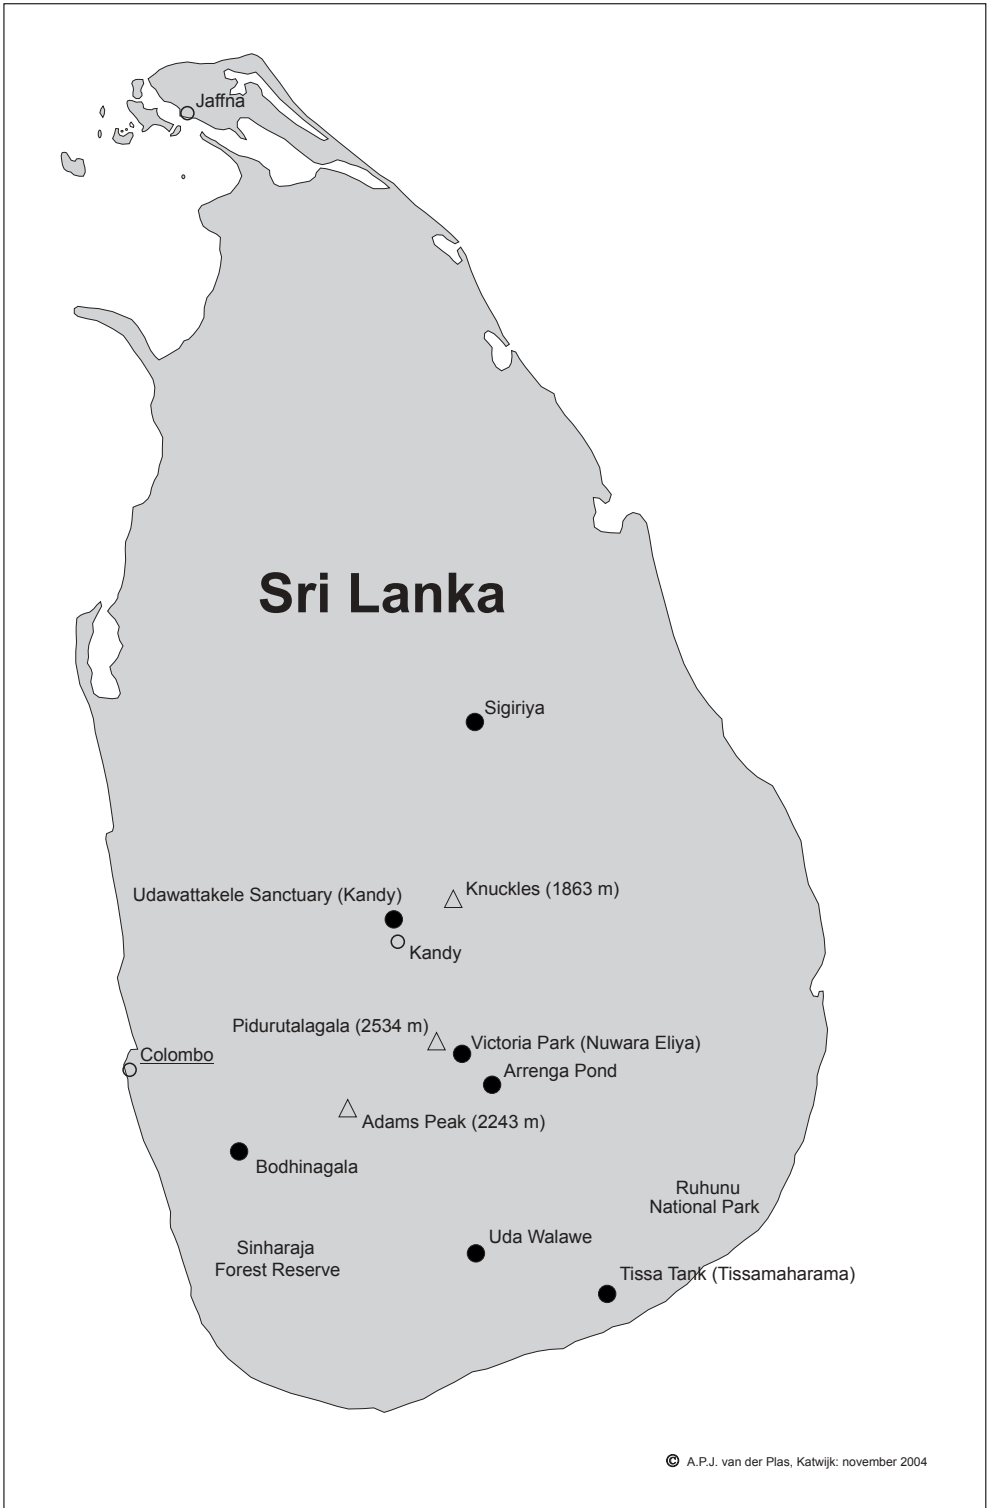 Jaffna
Sri Lanka
Sigiriya
Knuckles (1863 m)
Udawattakele Sanctuary (Kandy)
Kandy
Pidurutalagala (2534 m)
Victoria Park (Nuwara Eliya)
Colombo
Arrenga Pond
Adams Peak (2243 m)
Bodhinagala
Ruhunu
National Park
Uda Walawe
Sinharaja
Forest Reserve
Tissa Tank (Tissamaharama)
© A.P.J. van der Plas, Katwijk: november 2004